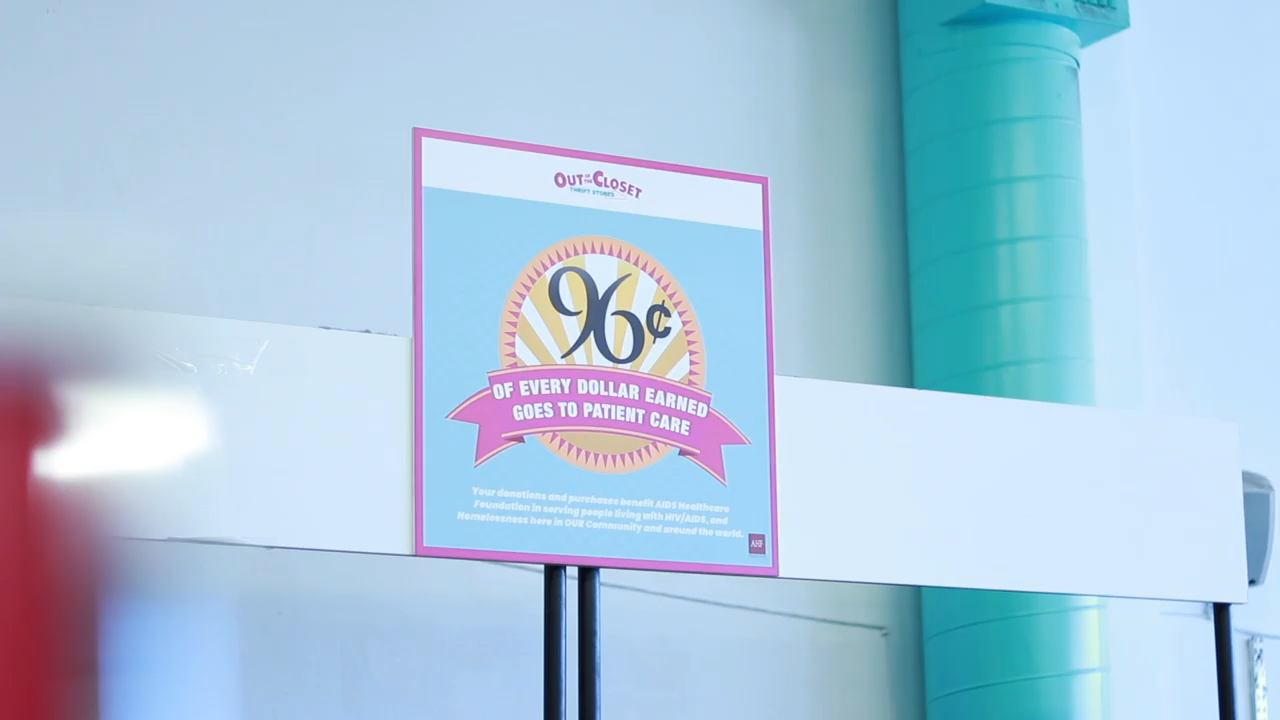 OUT OF THE CLOSET
THRIFT STORES
96¢
OF EVERY DOLLAR EARNED
GOES TO PATIENT CARE
Your donations and purchases benefit AIDS Healthcare
Foundation in serving people living with HIV/AIDS, and
Homelessness here in OUR Community and around the world.
AHF